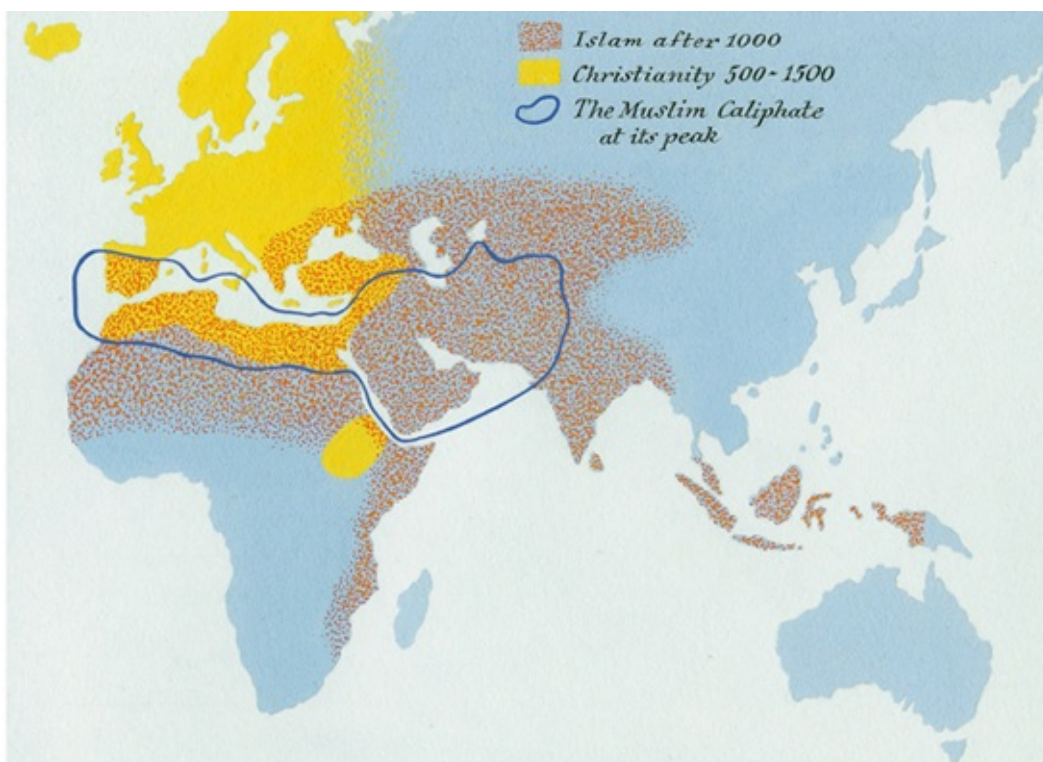 Islam after 1000
Christianity 500-1500
The Muslim Caliphate
at its peak